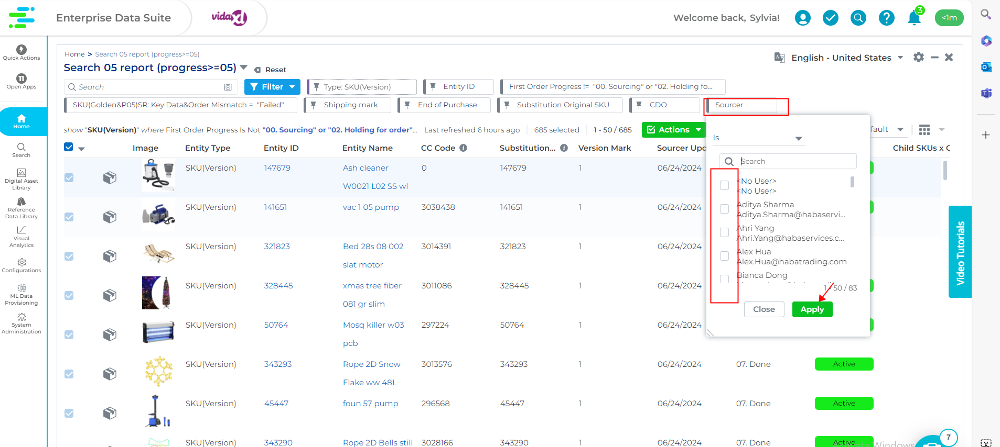 Enterprise Data Suite
vidaXL
Welcome back, Sylvia!
3
<1m
Quick Actions
Open Apps
Home
Search
Digital Asset
Library
Reference
Data Library
Visual
Analytics
Configurations
ML Data
Provisioning
System
Administration
Home > Search 05 report (progress>=05)
Search 05 report (progress>=05)
Reset
English - United States
Search
Filter
Type: SKU(Version)
Entity ID
First Order Progress != "00. Sourcing" or "02. Holding fo...
SKU(Golden&P05)SR: Key Data&Order Mismatch = "Failed"
Shipping mark
End of Purchase
Substitution Original SKU
CDO
Sourcer
show "SKU(Version)" where First Order Progress Is Not "00. Sourcing" or "02. Holding for order"...
Last refreshed 6 hours ago
685 selected
1 - 50 / 685
Actions
fault
Image Entity Type Entity ID Entity Name CC Code Substitution... Version Mark Sourcer Upd Child SKUs x Q
SKU(Version) 147679 Ash cleaner 0 147679 1 06/24/2024
W0021 L02 SS wl
SKU(Version) 141651 vac 1 05 pump 3038438 141651 1 06/24/2024
SKU(Version) 321823 Bed 28s 08 002 3014391 321823 1 06/24/2024
slat motor
SKU(Version) 328445 xmas tree fiber 3011086 328445 1 06/24/2024
081 gr slim
SKU(Version) 50764 Mosq killer w03 297224 50764 1 06/24/2024
pcb
SKU(Version) 343293 Rope 2D Snow 3013576 343293 1 06/24/2024 07. Done Active
Flake ww 48L
SKU(Version) 45447 foun 57 pump 296568 45447 1 06/24/2024 07. Done Active
SKU(Version) 343290 Rope 2D Bells still 3028166 343290 1 06/24/2024 07. Done Active
Is
Search
<No User>
<No User>
Aditya Sharma
Aditya.Sharma@habaservi...
Ahri Yang
Ahri.Yang@habaservices.c...
Alex Hua
Alex.Hua@habatrading.com
Bianca Dong
1 - 50 / 83
Close
Apply
Video Tutorials
7
Activate Windows